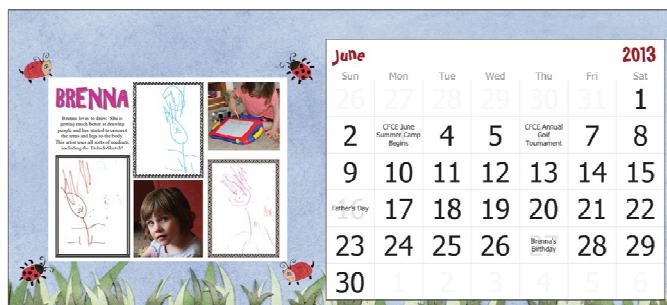 BRENNA
Brenna loves to draw. She is
getting much better at drawing
people and has started to connect
the arms and legs to the body.
This artist uses all sorts of medium,
including the Etch-A-Sketch!
June 2013
Sun Mon Tue Wed Thu Fri Sat
26 27 28 29 30 31 1
2 CFCE June Summer Camp Begins 4 5 CFCE Annual Golf Tournament 7 8
9 10 11 12 13 14 15
16 Father's Day 17 18 19 20 21 22
23 24 25 26 27 Brenna's Birthday 28 29
30 1 2 3 4 5 6